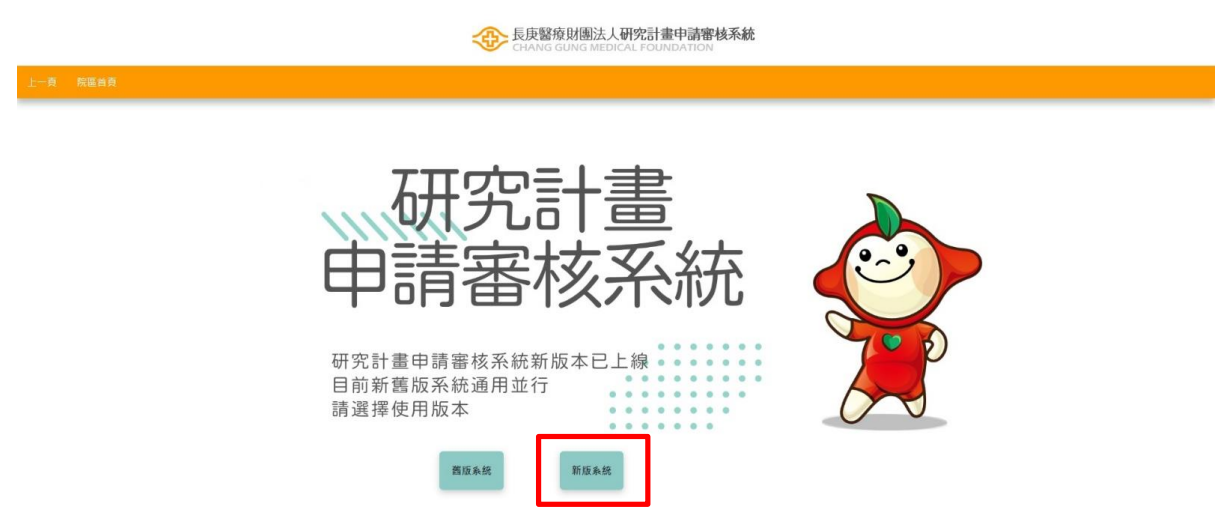 長庚醫療財團法人研究計畫申請審核系統
CHANG GUNG MEDICAL FOUNDATION
上一頁 院區首頁
研究計畫
申請審核系統
研究計畫申請審核系統新版本已上線
目前新舊版系統通用並行
請選擇使用版本
舊版系統 新版系統